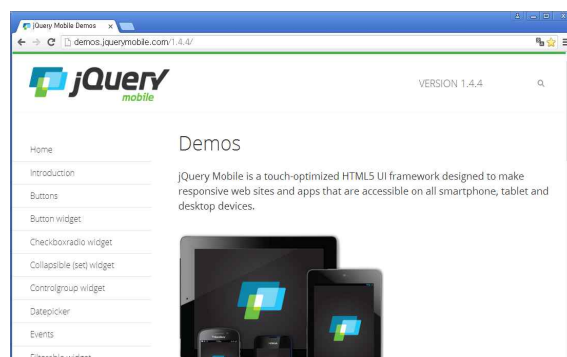 jQuery Mobile Demos
demos.jquerymobile.com/1.4.4/
jQuery
mobile
VERSION 1.4.4
Home
Introduction
Buttons
Button widget
Checkboxradio widget
Collapsible (set) widget
Controlgroup widget
Datepicker
Events
Filterable widget
Demos
jQuery Mobile is a touch-optimized HTML5 UI framework designed to make
responsive web sites and apps that are accessible on all smartphone, tablet and
desktop devices.